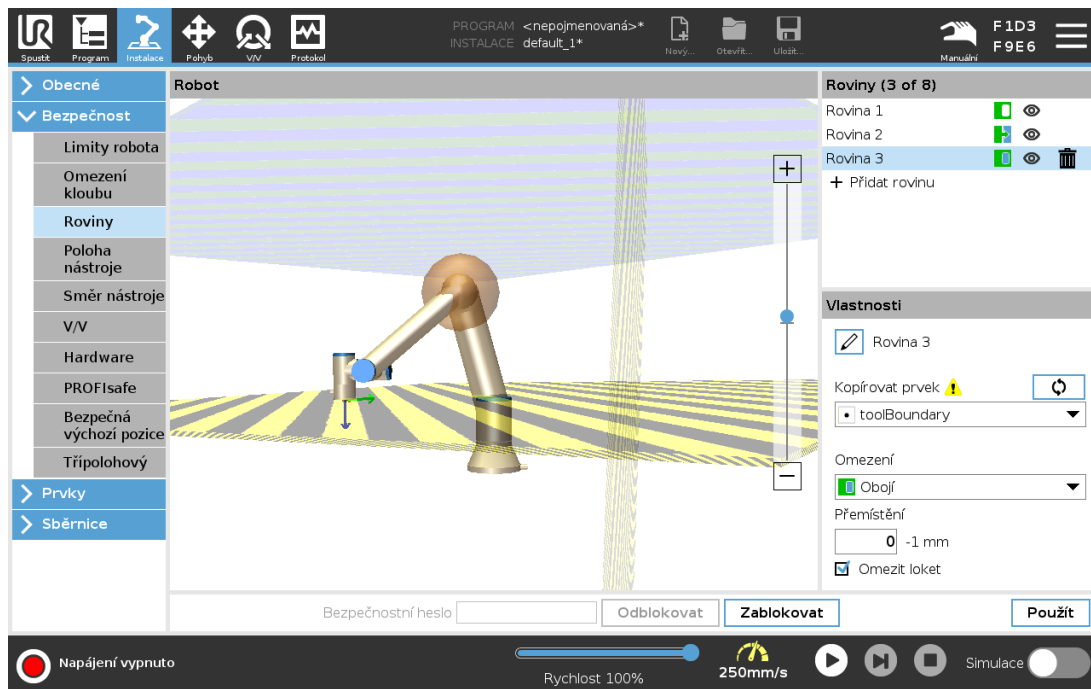 PROGRAM <nepojmenovaná>*
INSTALACE default_1*
Nový...
Otevřít...
Uložit...
F1D3
F9E6
Spustit
Program
Instalace
Pohyb
V/V
Protokol
Manuální
Obecné
Bezpečnost
Limity robota
Omezení
kloubu
Roviny
Poloha
nástroje
Směr nástroje
V/V
Hardware
PROFIsafe
Bezpečná
výchozí pozice
Třípolohový
Prvky
Sběrnice
Robot
Roviny (3 of 8)
Rovina 1
Rovina 2
Rovina 3
+ Přidat rovinu
Vlastnosti
Rovina 3
Kopírovat prvek
toolBoundary
Omezení
Obojí
Přemístění
0 -1 mm
Omezit loket
Bezpečnostní heslo
Odblokovat
Zablokovat
Použít
Napájení vypnuto
Rychlost 100%
250mm/s
Simulace